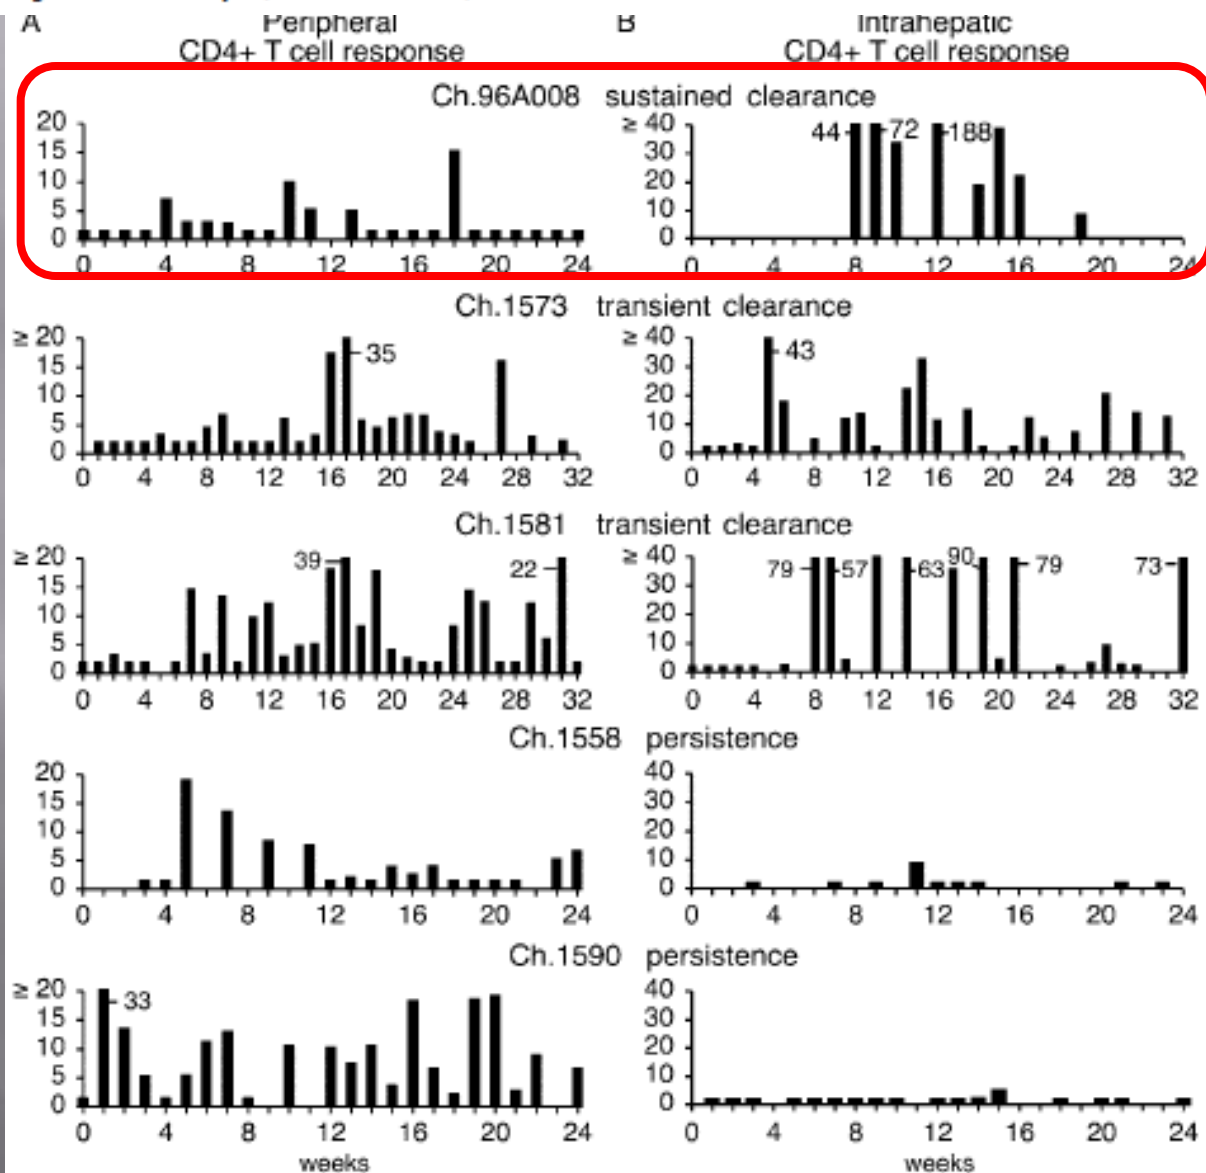 A Peripheral B Intrahepatic
CD4+ T cell response CD4+ T cell response
Ch.96A008 sustained clearance
20 15 10 5 0
0 4 8 12 16 20 24
≥ 40 30 20 10 0
44 72 188
0 4 8 12 16 20 24
Ch.1573 transient clearance
≥ 20 15 10 5 0
35
0 4 8 12 16 20 24 28 32
≥ 40 30 20 10 0
43
0 4 8 12 16 20 24 28 32
Ch.1581 transient clearance
≥ 20 15 10 5 0
39 22
0 4 8 12 16 20 24 28 32
≥ 40 30 20 10 0
79 57 63 90 79 73
0 4 8 12 16 20 24 28 32
Ch.1558 persistence
20 15 10 5 0
0 4 8 12 16 20 24
40 30 20 10 0
0 4 8 12 16 20 24
Ch.1590 persistence
≥ 20 15 10 5 0
33
0 4 8 12 16 20 24
weeks
40 30 20 10 0
0 4 8 12 16 20 24
weeks